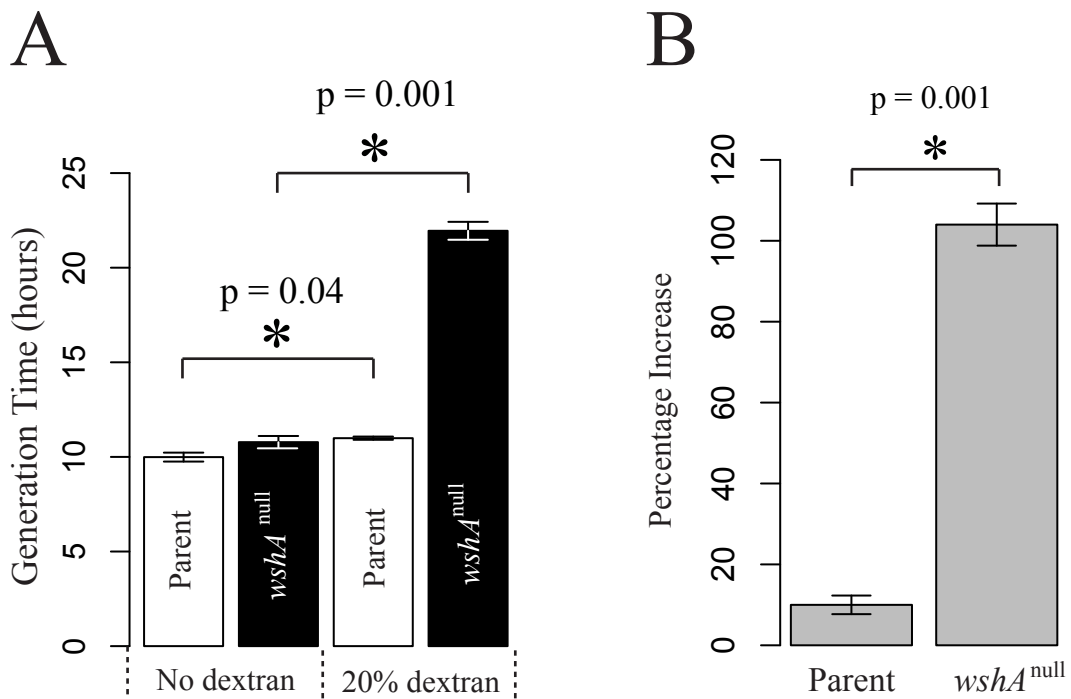 A
p = 0.001
*
p = 0.04
*
Generation Time (hours)
25
20
15
10
5
0
Parent
wshA null
Parent
wshA null
No dextran
20% dextran
B
p = 0.001
*
Percentage Increase
120
100
80
60
40
20
0
Parent
wshA null